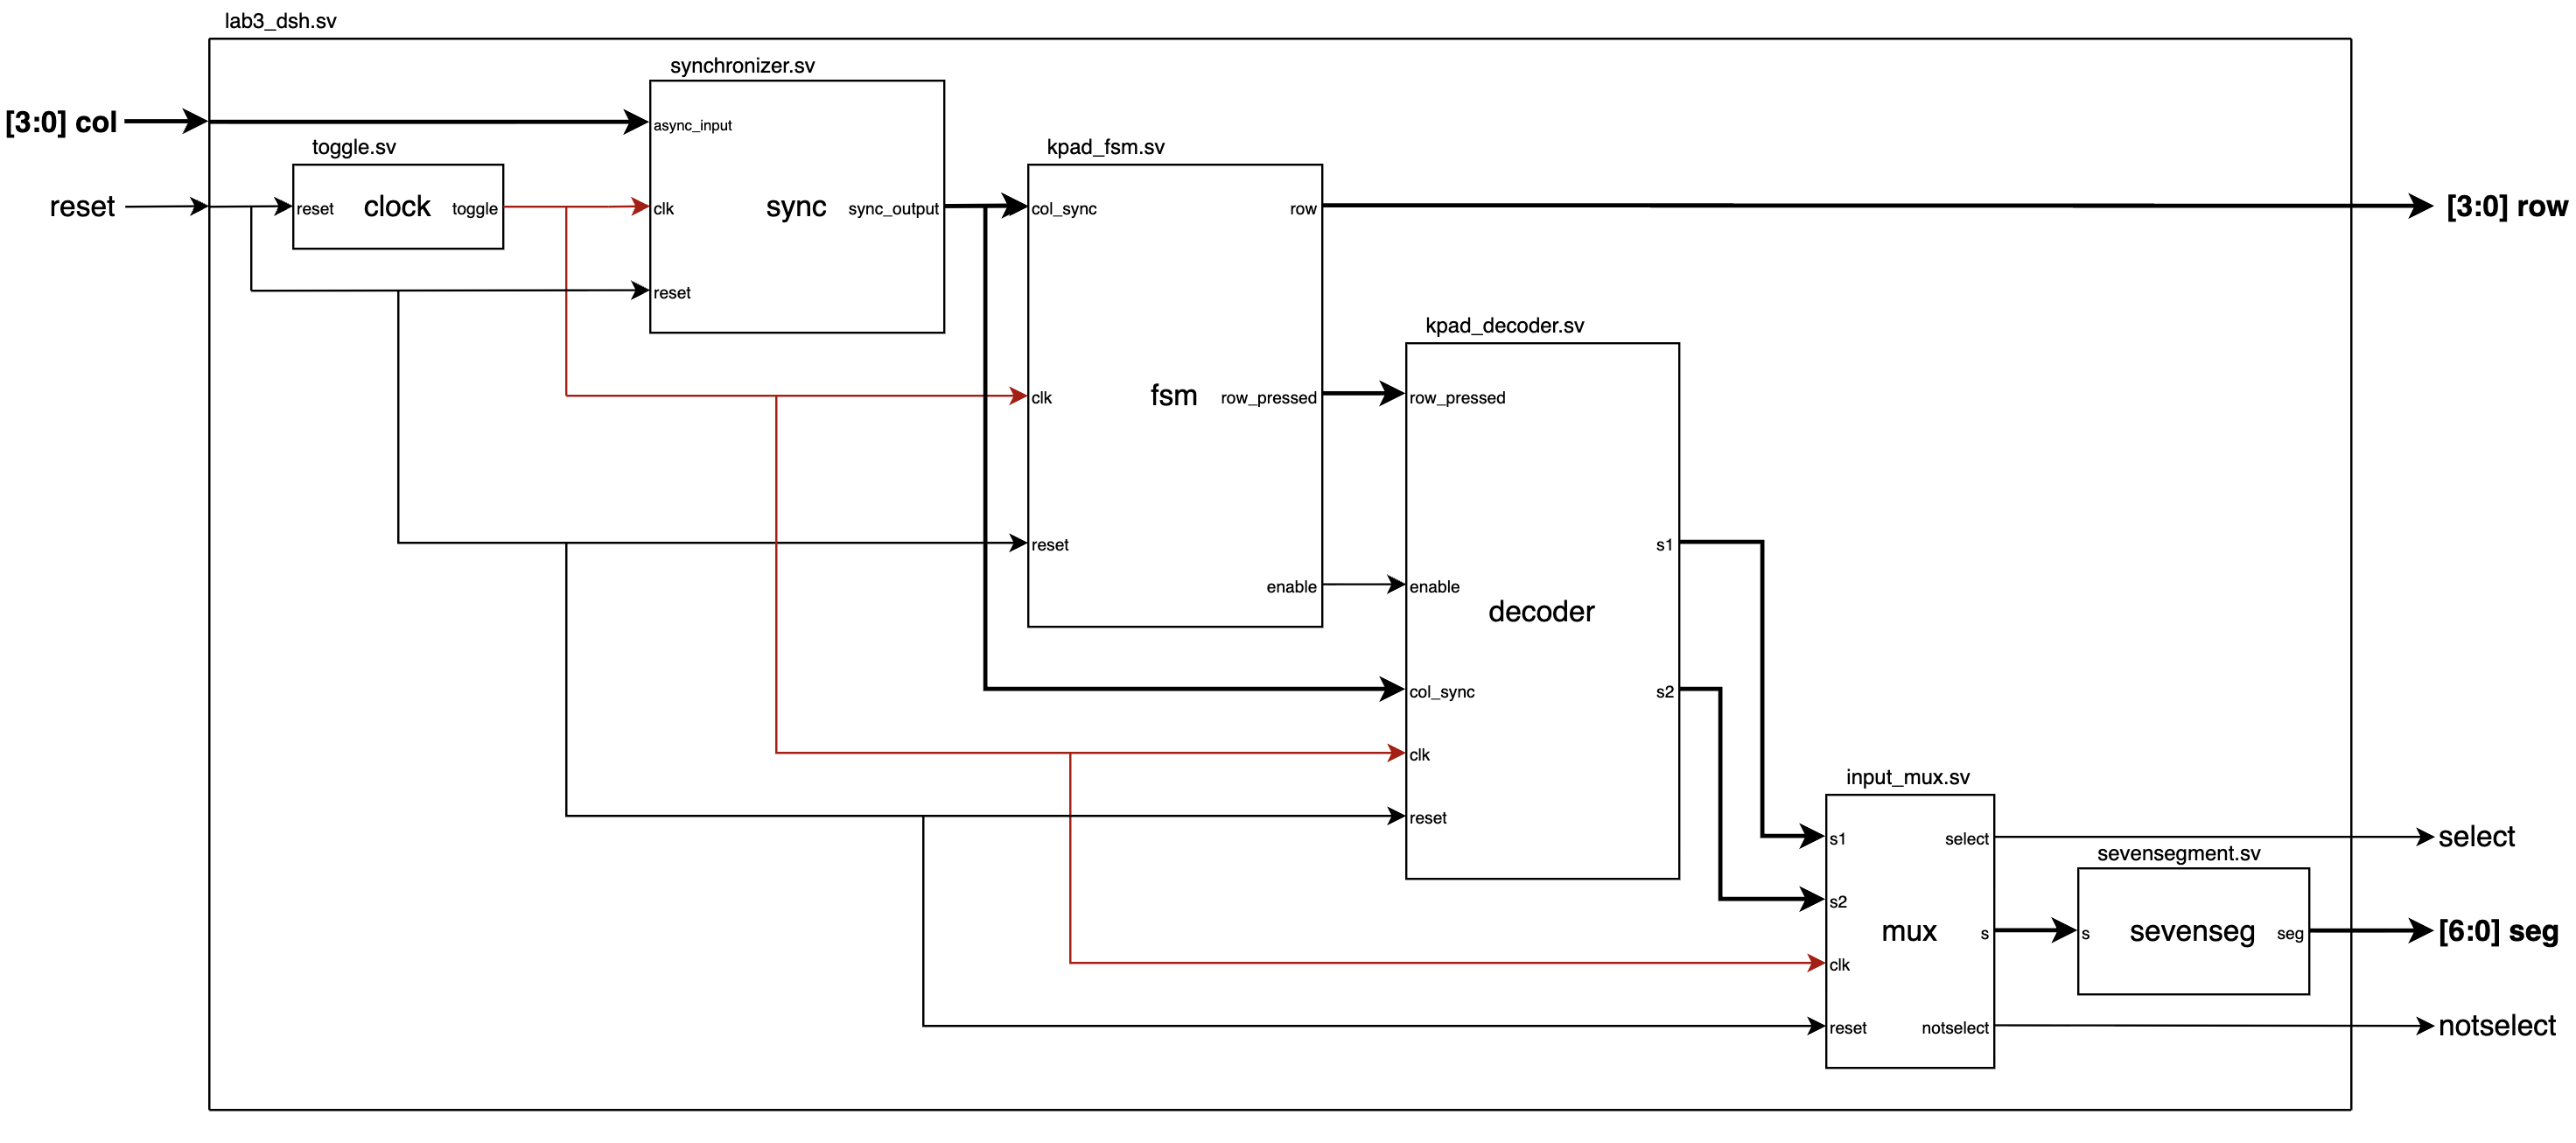 lab3_dsh.sv
synchronizer.sv
[3:0] col
async_input
toggle.sv
kpad_fsm.sv
reset
reset
clock
toggle
clk
sync
sync_output
col_sync
row
[3:0] row
reset
kpad_decoder.sv
clk
fsm
row_pressed
row_pressed
reset
s1
enable
enable
decoder
col_sync
s2
clk
input_mux.sv
reset
s1
select
select
sevensegment.sv
s2
mux
s
s
sevenseg
seg
[6:0] seg
clk
reset
notselect
notselect